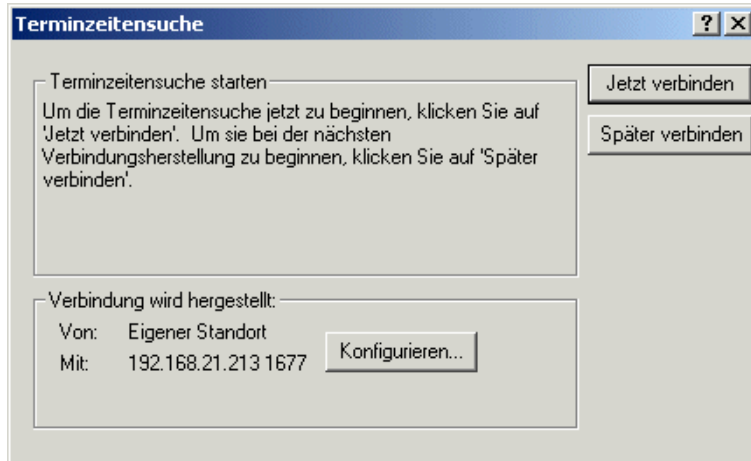 Terminzeitensuche
Terminzeitensuche starten
Um die Terminzeitensuche jetzt zu beginnen, klicken Sie auf
'Jetzt verbinden'.  Um sie bei der nächsten
Verbindungsherstellung zu beginnen, klicken Sie auf 'Später
verbinden'.
Jetzt verbinden
Später verbinden
Verbindung wird hergestellt:
Von: Eigener Standort
Mit: 192.168.21.213 1677
Konfigurieren...